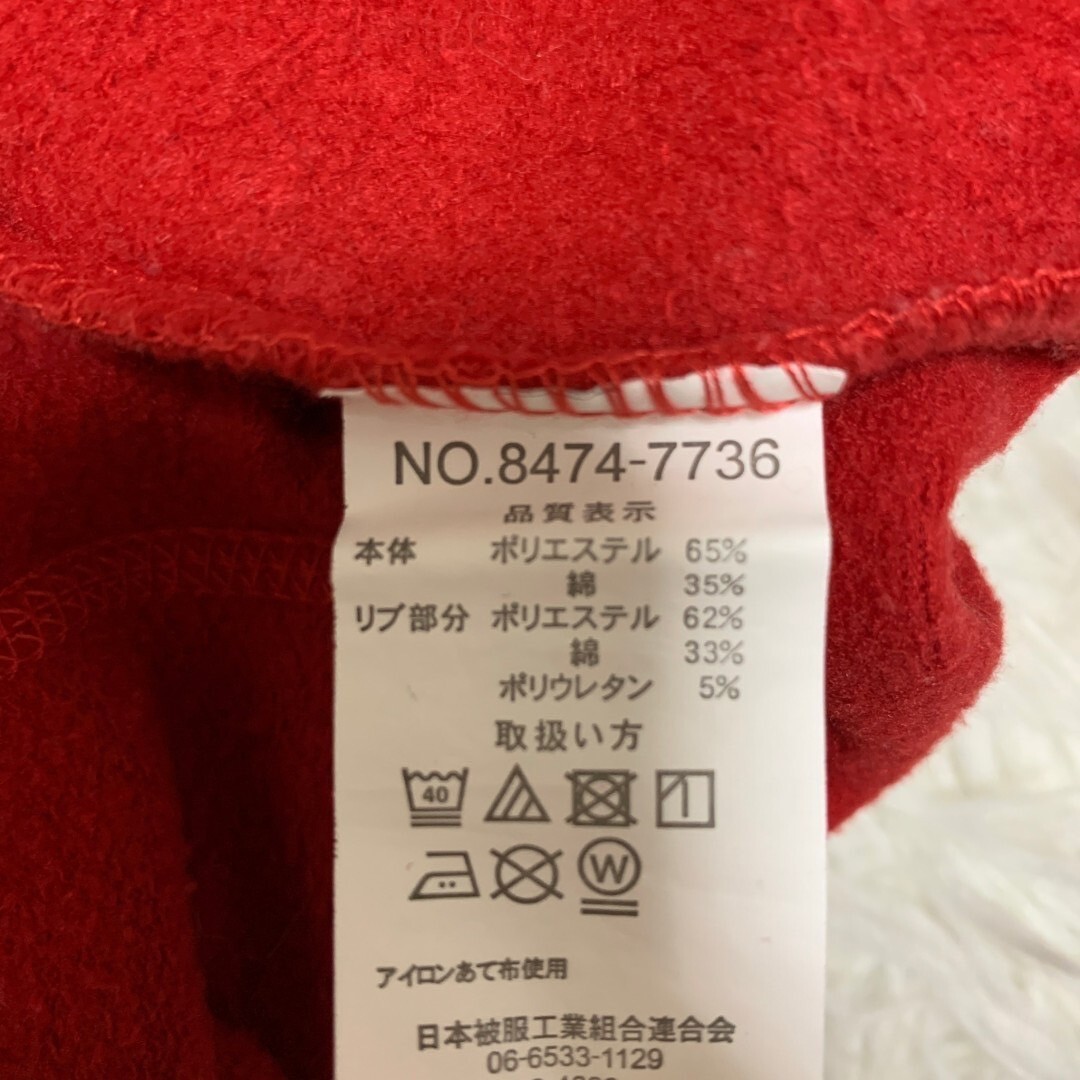 NO.8474-7736
品質表示
本体 ポリエステル 65%
綿 35%
リブ部分 ポリエステル 62%
綿 33%
ポリウレタン 5%
取扱い方
40
W
アイロンあて布使用
日本被服工業組合連合会
06-6533-1129